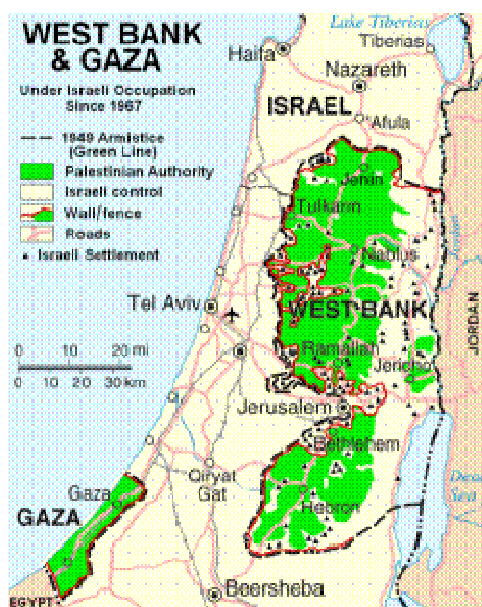 WEST BANK
& GAZA
Under Israeli Occupation
Since 1967
1949 Armistice
(Green Line)
Palestinian Authority
Israeli control
Wall/fence
Roads
Israeli Settlement
Lake Tiberias
Tiberias
Haifa
Nazareth
ISRAEL
Afula
Jenin
Tulkarm
Nablus
Jordan
Tel Aviv
WEST BANK
JORDAN
0 10 20 mi
0 10 20 30 km
Ramallah
Jericho
Jerusalem
Bethlehem
Qiryat
Gat
Dead
Sea
Gaza
Hebron
GAZA
Beersheba
EGYPT